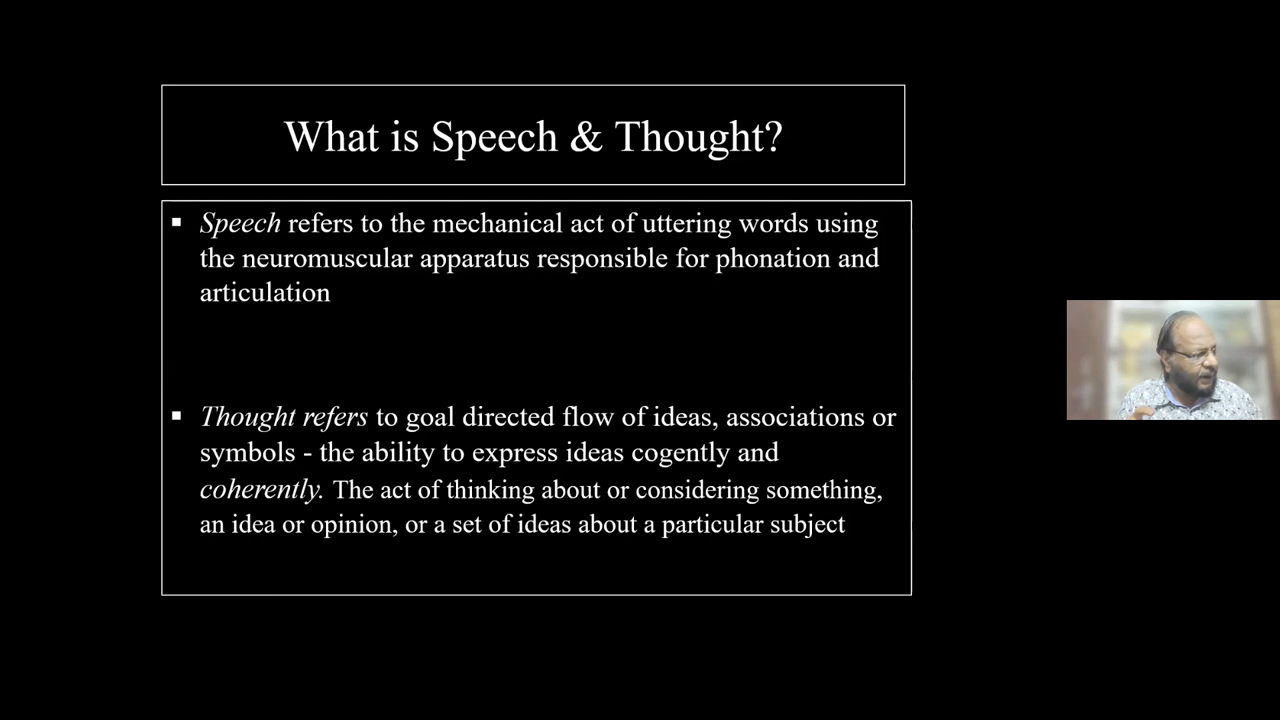 What is Speech & Thought?
▪ Speech refers to the mechanical act of uttering words using
the neuromuscular apparatus responsible for phonation and
articulation
▪ Thought refers to goal directed flow of ideas, associations or
symbols - the ability to express ideas cogently and
coherently. The act of thinking about or considering something,
an idea or opinion, or a set of ideas about a particular subject